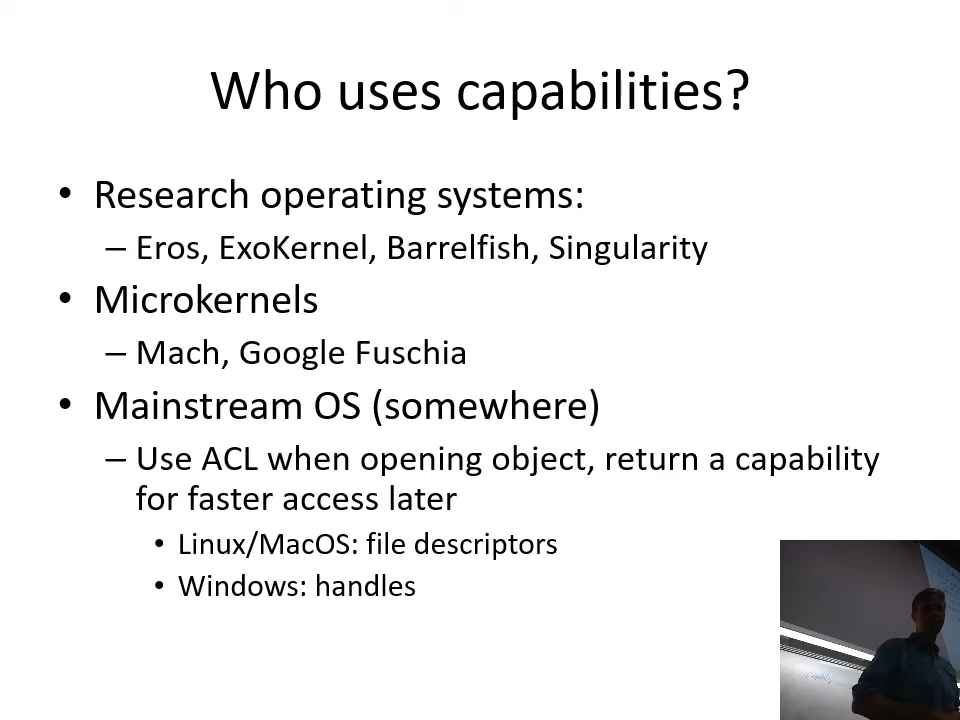 Who uses capabilities?
• Research operating systems:
– Eros, ExoKernel, Barrelfish, Singularity
• Microkernels
– Mach, Google Fuschia
• Mainstream OS (somewhere)
– Use ACL when opening object, return a capability
for faster access later
• Linux/MacOS: file descriptors
• Windows: handles